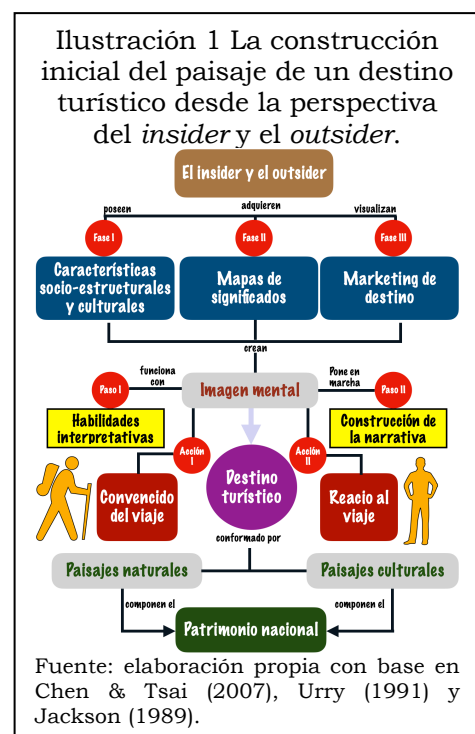 Ilustración 1 La construcción
inicial del paisaje de un destino
turístico desde la perspectiva
del insider y el outsider.
El insider y el outsider
poseen
adquieren
visualizan
Fase I
Fase II
Fase III
Características
socio-estructurales
y culturales
Mapas de
significados
Marketing de
destino
crean
funciona
con
Pone en
marcha
Paso I
Imagen mental
Paso II
Habilidades
interpretativas
Construcción de
la narrativa
Acción
I
Acción
II
Convencido
del viaje
Destino
turístico
Reacio al
viaje
conformado por
Paisajes naturales
Paisajes culturales
componen el
componen el
Patrimonio nacional
Fuente: elaboración propia con base en
Chen & Tsai (2007), Urry (1991) y
Jackson (1989).